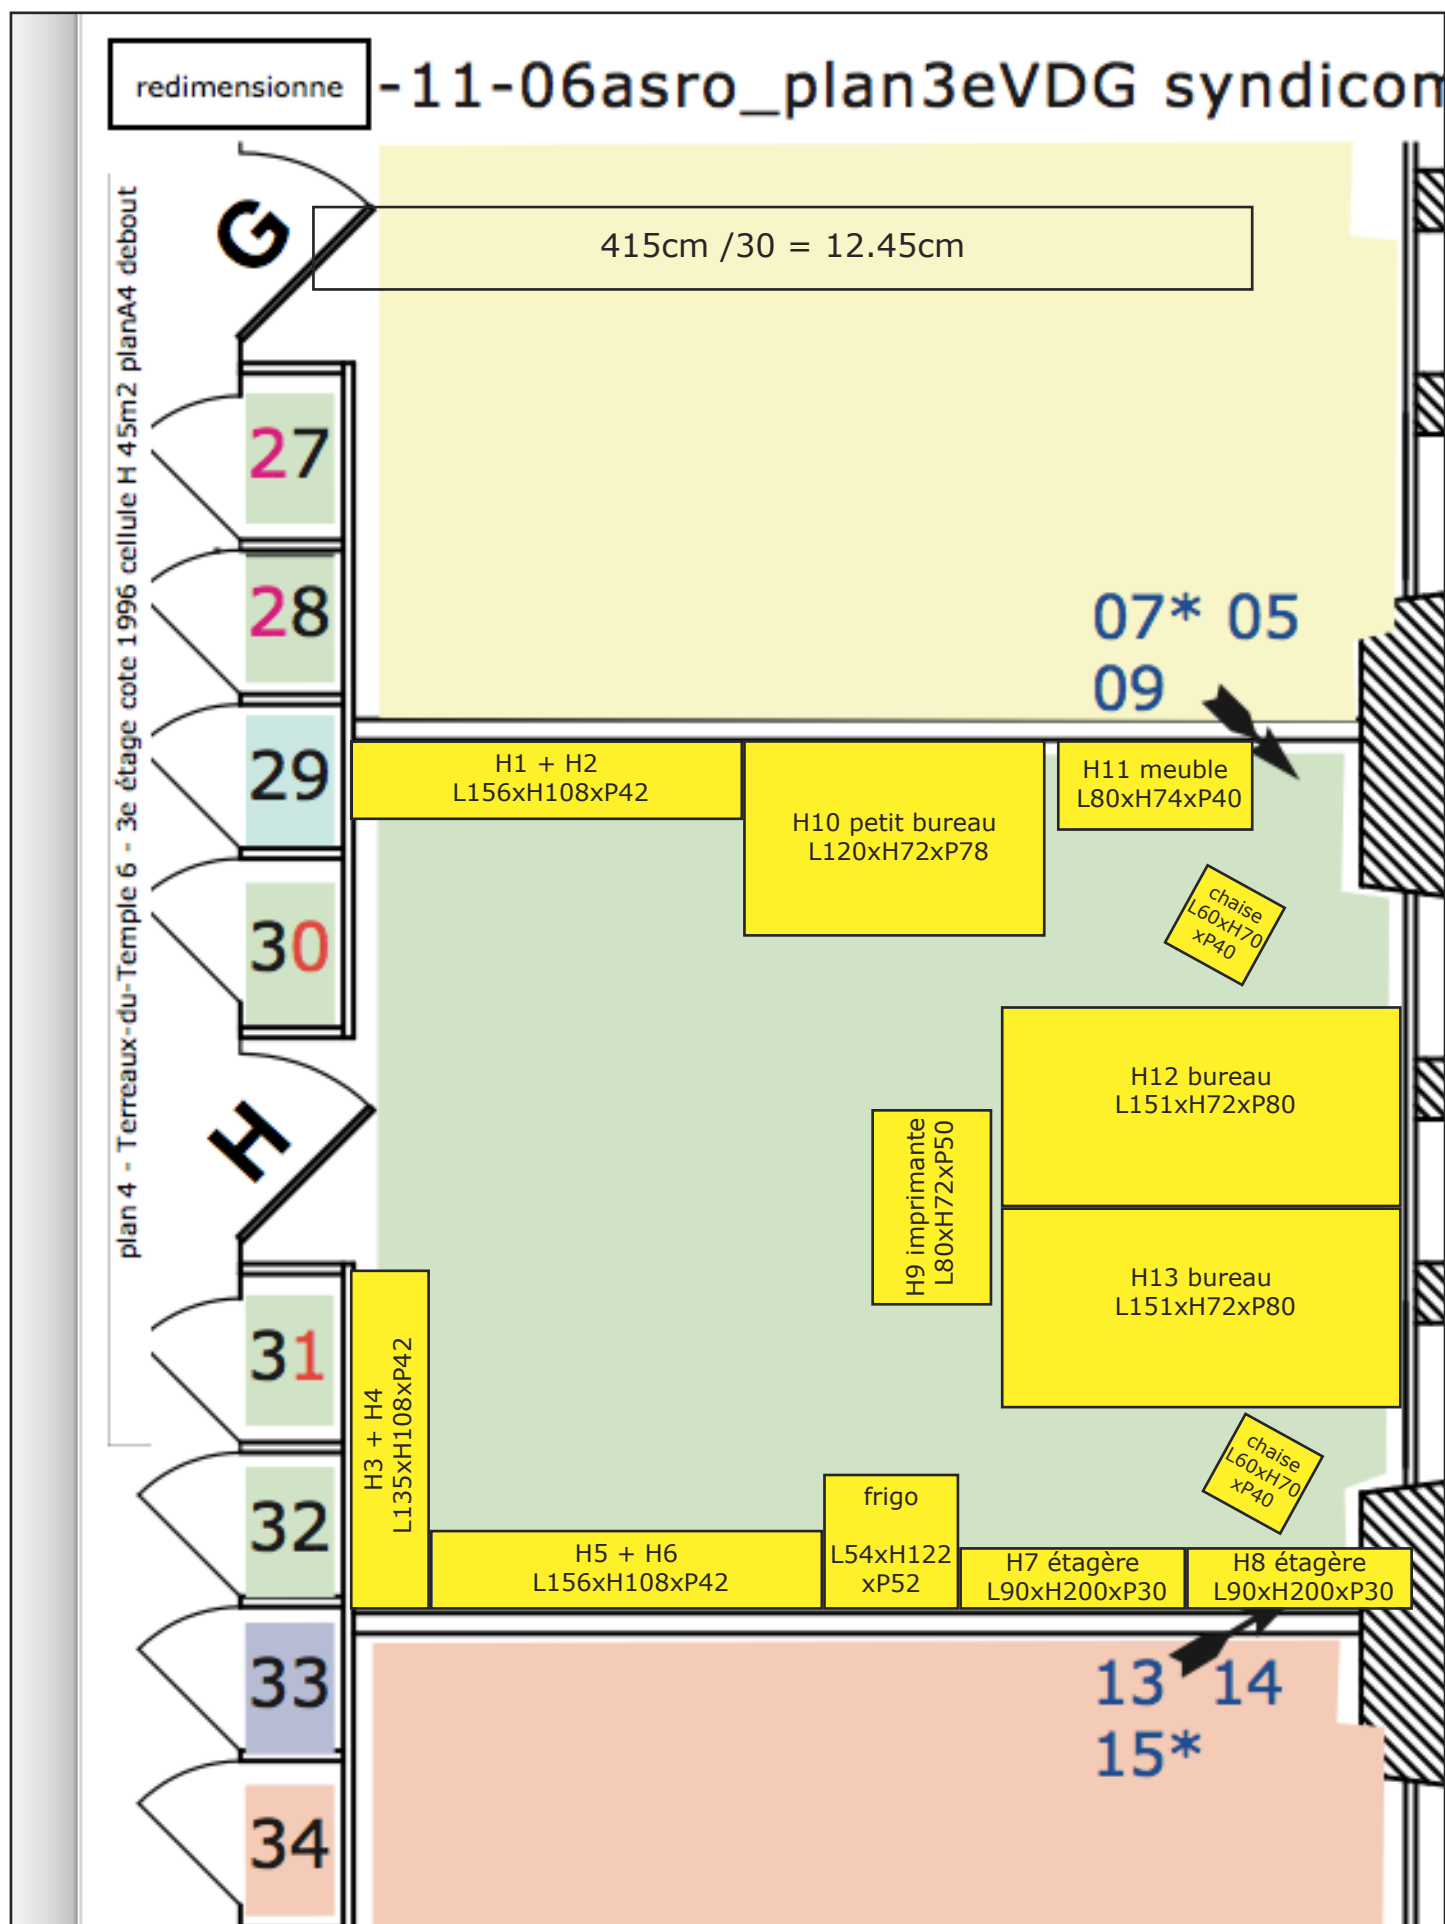 redimensionne
-11-06asro_plan3eVDG syndicom
plan 4 - Terreaux-du-Temple 6 - 3e étage cote 1996 cellule H 45m2 planA4 debout
G
415cm /30 = 12.45cm
27
28
07* 05
09
29
H1 + H2
L156xH108xP42
H10 petit bureau
L120xH72xP78
H11 meuble
L80xH74xP40
30
chaise
L60xH70
xP40
H
H12 bureau
L151xH72xP80
H9 imprimante
L80xH72xP50
H13 bureau
L151xH72xP80
31
H3 + H4
L135xH108xP42
32
chaise
L60xH70
xP40
frigo
L54xH122
xP52
H5 + H6
L156xH108xP42
H7 étagère
L90xH200xP30
H8 étagère
L90xH200xP30
33
13 14
15*
34